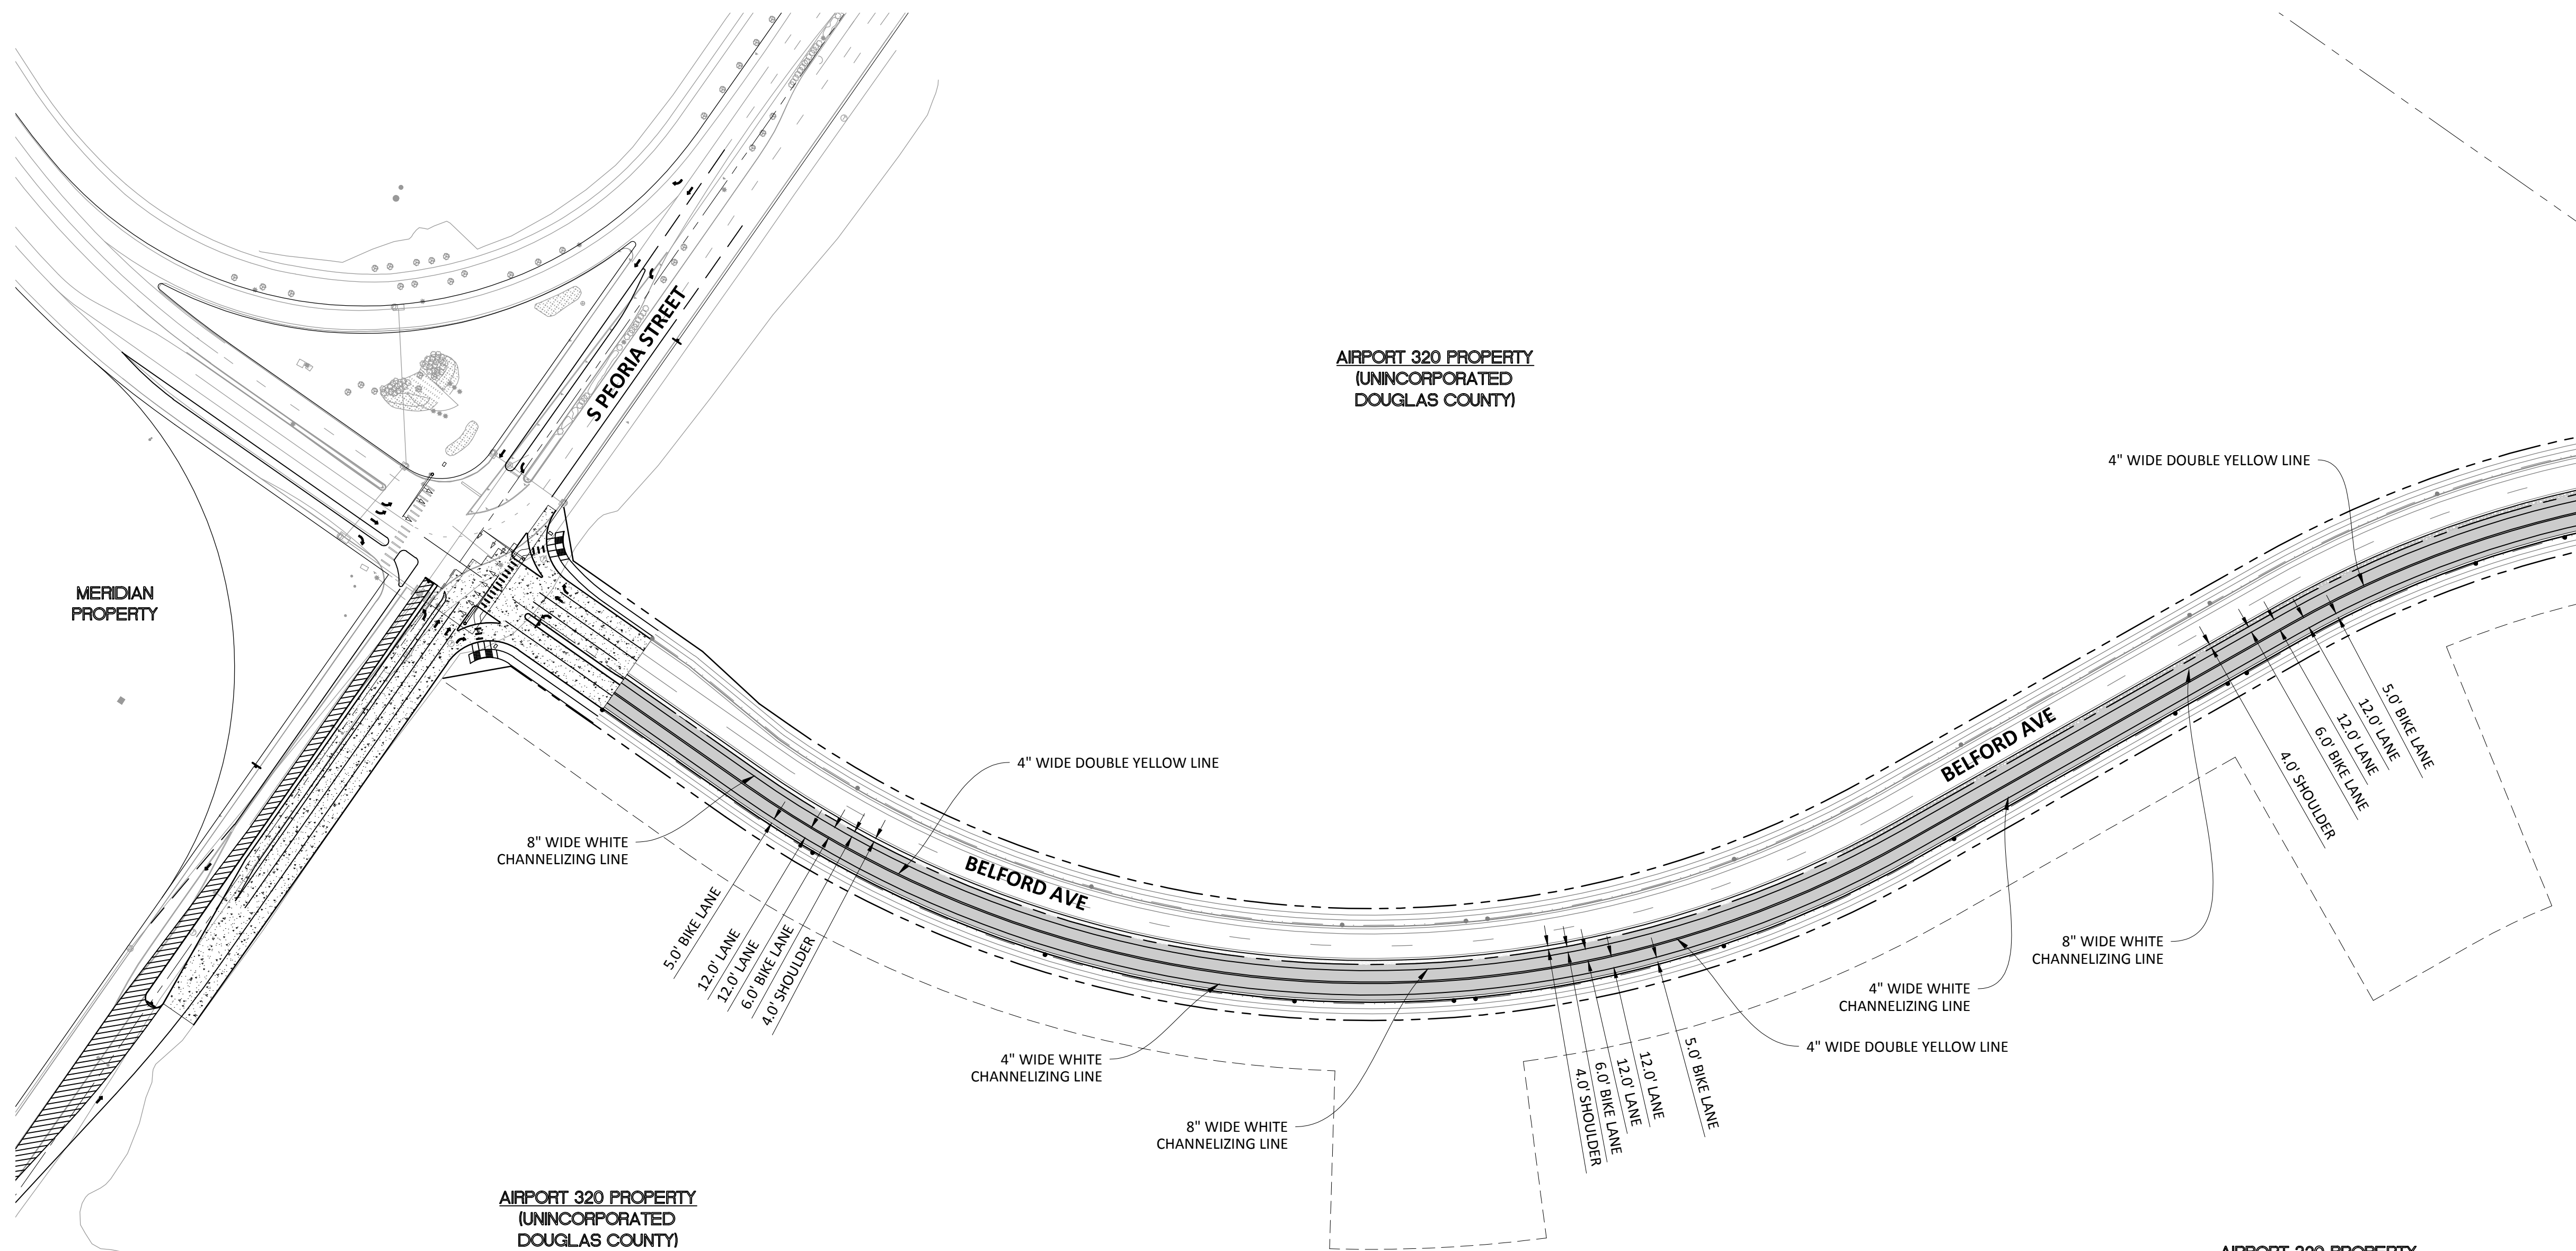 S PEORIA STREET
AIRPORT 320 PROPERTY
(UNINCORPORATED
DOUGLAS COUNTY)
4" WIDE DOUBLE YELLOW LINE
MERIDIAN
PROPERTY
BELFORD AVE
5.0' BIKE LANE
12.0' LANE
12.0' LANE
6.0' BIKE LANE
4.0' SHOULDER
4" WIDE DOUBLE YELLOW LINE
8" WIDE WHITE
CHANNELIZING LINE
BELFORD AVE
5.0' BIKE LANE
12.0' LANE
12.0' LANE
6.0' BIKE LANE
4.0' SHOULDER
8" WIDE WHITE
CHANNELIZING LINE
4" WIDE WHITE
CHANNELIZING LINE
4" WIDE DOUBLE YELLOW LINE
4" WIDE WHITE
CHANNELIZING LINE
8" WIDE WHITE
CHANNELIZING LINE
4.0' SHOULDER
6.0' BIKE LANE
12.0' LANE
12.0' LANE
5.0' BIKE LANE
AIRPORT 320 PROPERTY
(UNINCORPORATED
DOUGLAS COUNTY)
AIRPORT 320 PROPERTY